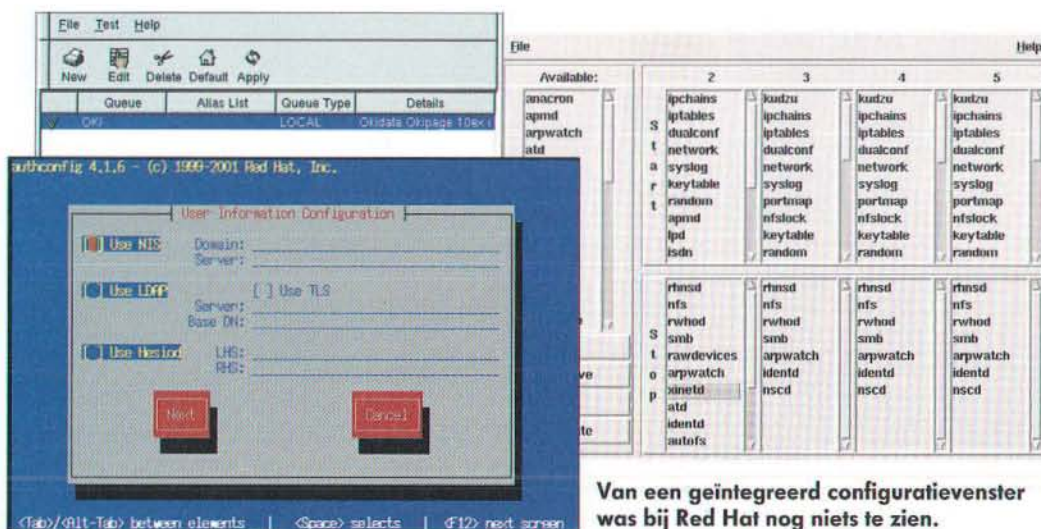 File Test Help
New Edit Delete Default Apply
Queue Alias List Queue Type Details
OKI LOCAL Okidata Okipage 10ex
authconfig 4.1.6 - (c) 1999-2001 Red Hat, Inc.
User Information Configuration
Use NIS Domain:
Server:
Use LDAP [ ] Use TLS
Server:
Base DN:
Use Hesiod LHS:
RHS:
Next Cancel
<Tab>/<Alt-Tab> between elements | <Space> selects | <F12> next screen
File Help
Available:
anacron
apmd
arpwatch
atd
2 3 4 5
Start
ipchains
iptables
dualconf
network
syslog
keytable
random
apmd
lpd
isdn
kudzu
ipchains
iptables
dualconf
network
syslog
portmap
nfslock
keytable
random
kudzu
ipchains
iptables
dualconf
network
syslog
portmap
nfslock
keytable
random
kudzu
ipchains
iptables
dualconf
network
syslog
portmap
nfslock
keytable
random
Stop
rhnsd
nfs
rwhod
smb
rawdevices
arpwatch
xinetd
atd
identd
autofs
rhnsd
nfs
rwhod
smb
arpwatch
identd
nscd
rhnsd
nfs
rwhod
smb
arpwatch
identd
nscd
rhnsd
nfs
rwhod
smb
arpwatch
identd
nscd
Van een geïntegreerd configuratievenster
was bij Red Hat nog niets te zien.